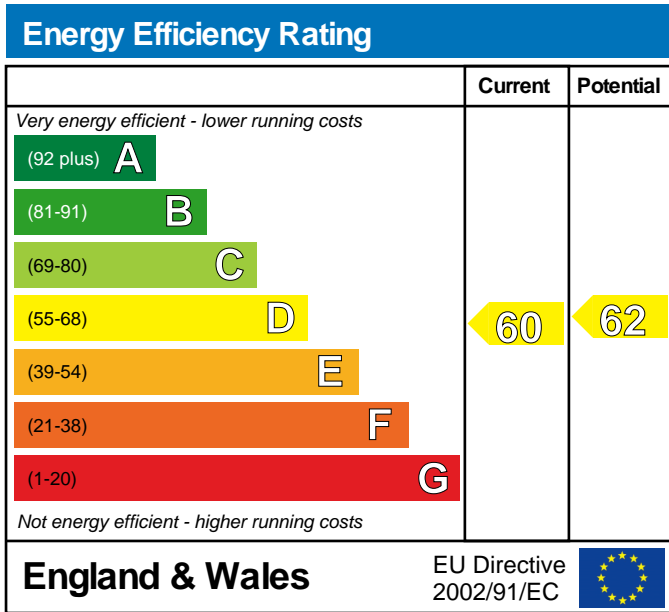 Energy Efficiency Rating
Current Potential
Very energy efficient - lower running costs
(92 plus) A
(81-91) B
(69-80) C
(55-68) D 60 62
(39-54) E
(21-38) F
(1-20) G
Not energy efficient - higher running costs
England & Wales
EU Directive
2002/91/EC